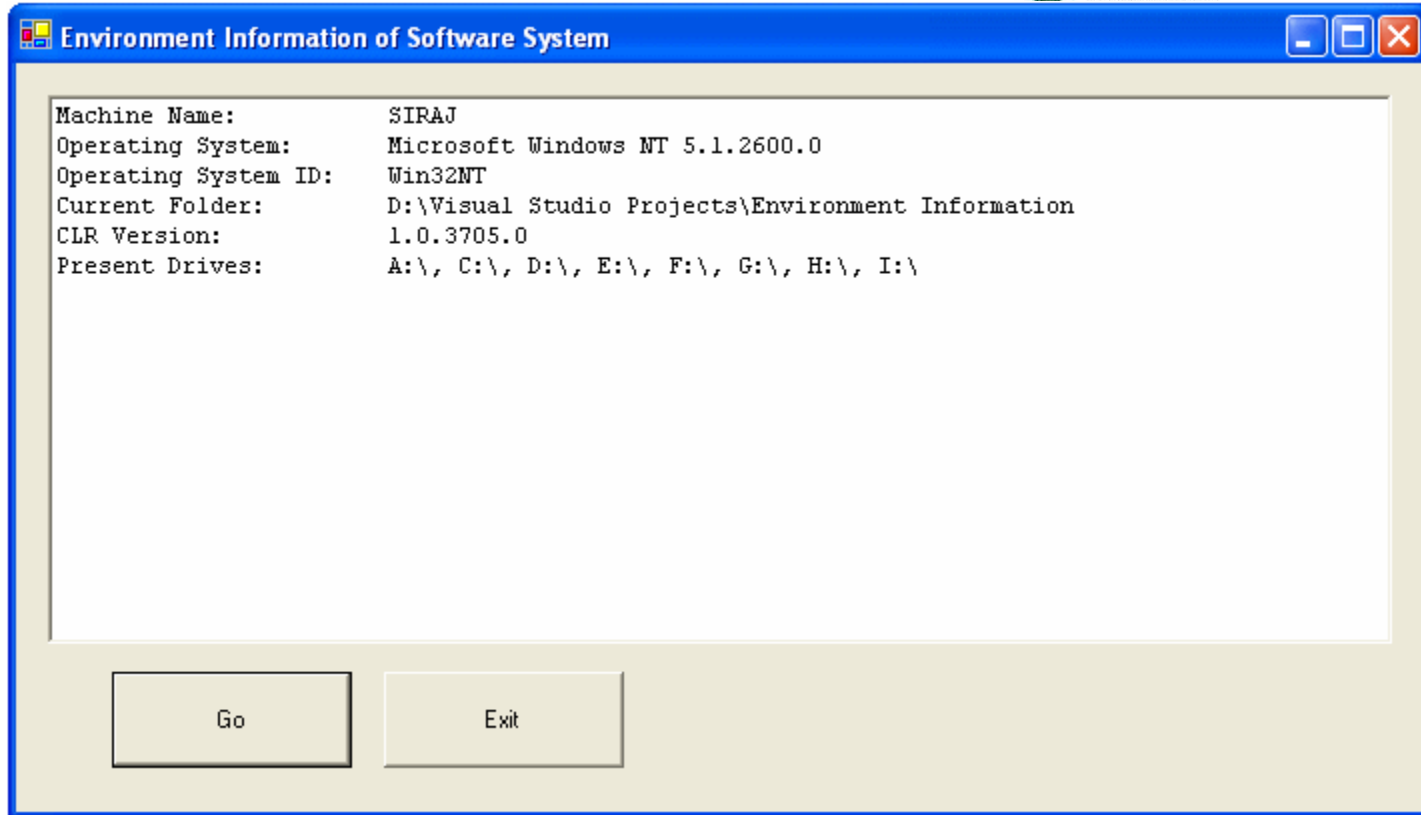 Environment Information of Software System
Machine Name: SIRAJ
Operating System: Microsoft Windows NT 5.1.2600.0
Operating System ID: Win32NT
Current Folder: D:\Visual Studio Projects\Environment Information
CLR Version: 1.0.3705.0
Present Drives: A:\, C:\, D:\, E:\, F:\, G:\, H:\, I:\
Go Exit